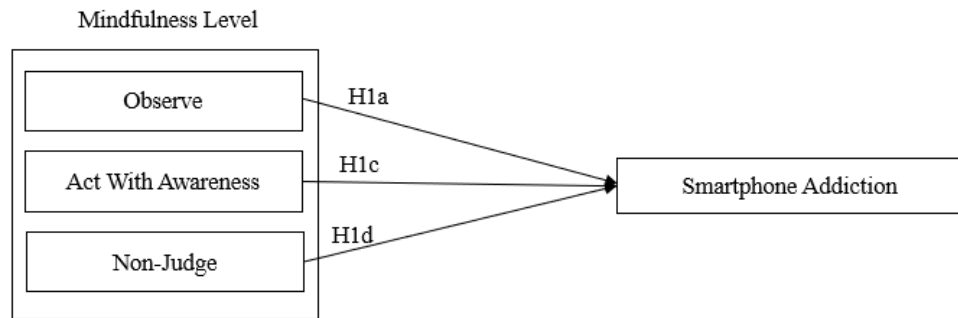 Mindfulness Level
Observe
H1a
Act With Awareness
H1c
Smartphone Addiction
H1d
Non-Judge